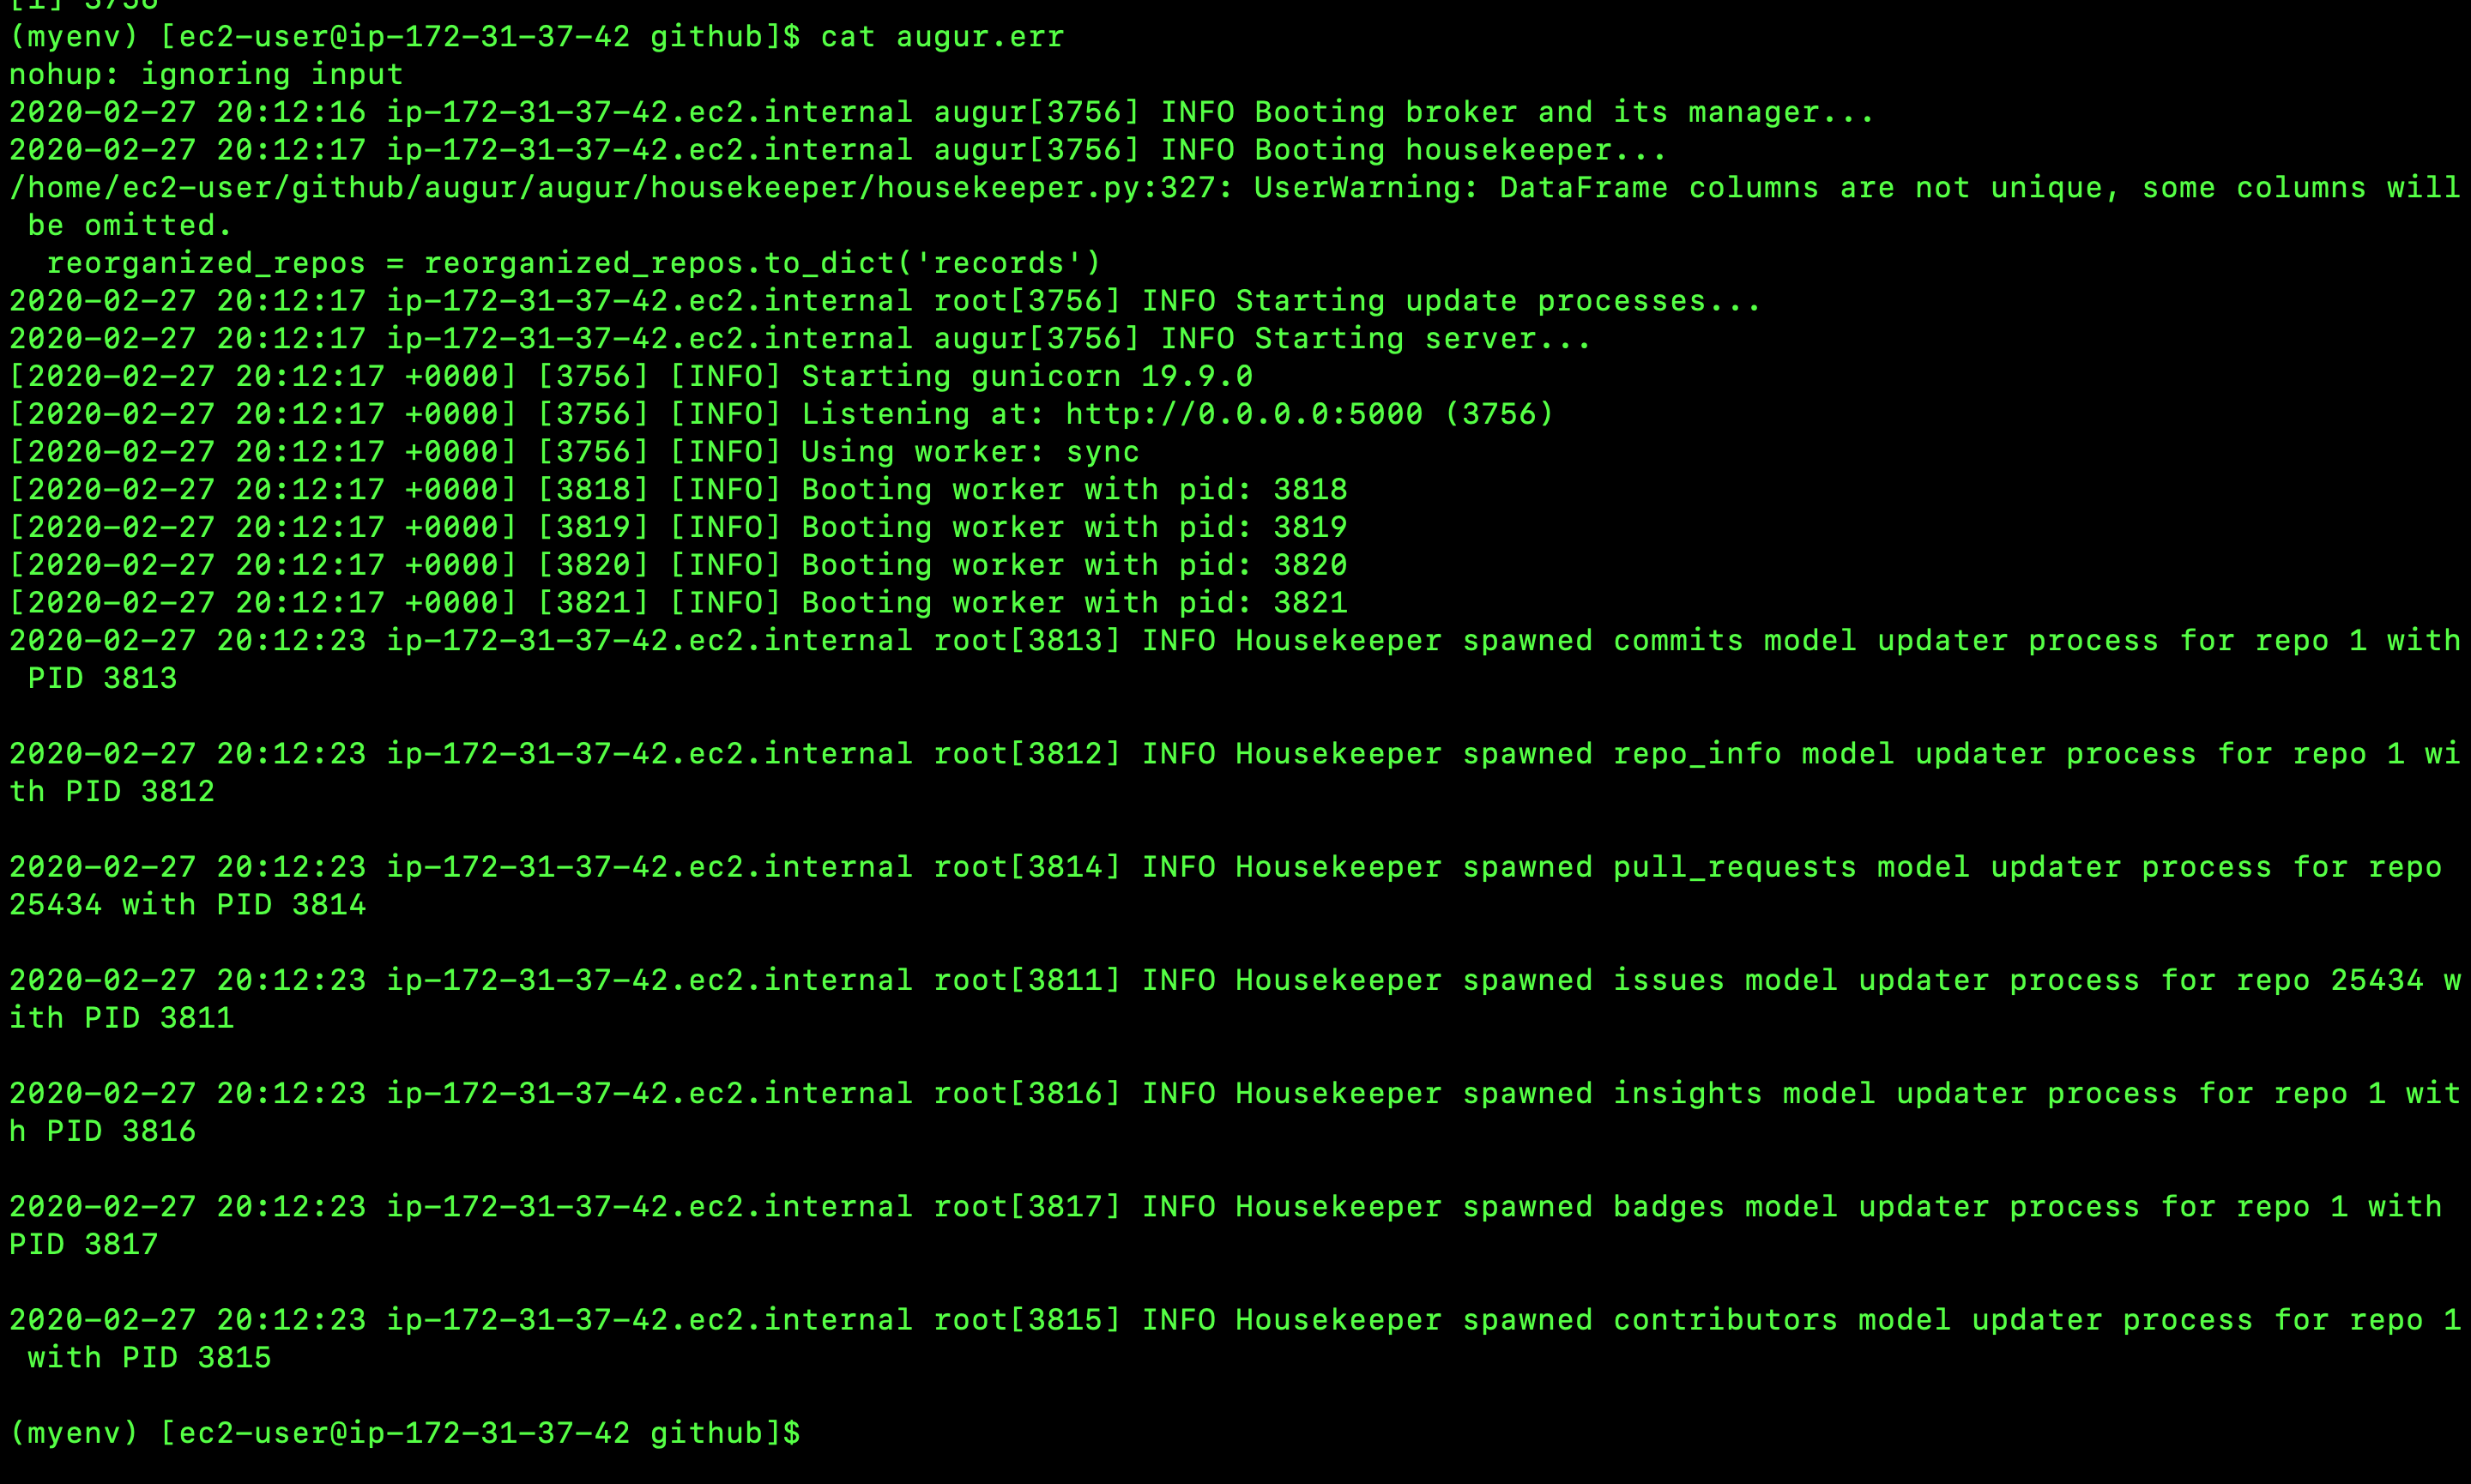 [1] 3756
(myenv) [ec2-user@ip-172-31-37-42 github]$ cat augur.err
nohup: ignoring input
2020-02-27 20:12:16 ip-172-31-37-42.ec2.internal augur[3756] INFO Booting broker and its manager...
2020-02-27 20:12:17 ip-172-31-37-42.ec2.internal augur[3756] INFO Booting housekeeper...
/home/ec2-user/github/augur/augur/housekeeper/housekeeper.py:327: UserWarning: DataFrame columns are not unique, some columns will
 be omitted.
  reorganized_repos = reorganized_repos.to_dict('records')
2020-02-27 20:12:17 ip-172-31-37-42.ec2.internal root[3756] INFO Starting update processes...
2020-02-27 20:12:17 ip-172-31-37-42.ec2.internal augur[3756] INFO Starting server...
[2020-02-27 20:12:17 +0000] [3756] [INFO] Starting gunicorn 19.9.0
[2020-02-27 20:12:17 +0000] [3756] [INFO] Listening at: http://0.0.0.0:5000 (3756)
[2020-02-27 20:12:17 +0000] [3756] [INFO] Using worker: sync
[2020-02-27 20:12:17 +0000] [3818] [INFO] Booting worker with pid: 3818
[2020-02-27 20:12:17 +0000] [3819] [INFO] Booting worker with pid: 3819
[2020-02-27 20:12:17 +0000] [3820] [INFO] Booting worker with pid: 3820
[2020-02-27 20:12:17 +0000] [3821] [INFO] Booting worker with pid: 3821
2020-02-27 20:12:23 ip-172-31-37-42.ec2.internal root[3813] INFO Housekeeper spawned commits model updater process for repo 1 with
 PID 3813
2020-02-27 20:12:23 ip-172-31-37-42.ec2.internal root[3812] INFO Housekeeper spawned repo_info model updater process for repo 1 wi
th PID 3812
2020-02-27 20:12:23 ip-172-31-37-42.ec2.internal root[3814] INFO Housekeeper spawned pull_requests model updater process for repo
25434 with PID 3814
2020-02-27 20:12:23 ip-172-31-37-42.ec2.internal root[3811] INFO Housekeeper spawned issues model updater process for repo 25434 w
ith PID 3811
2020-02-27 20:12:23 ip-172-31-37-42.ec2.internal root[3816] INFO Housekeeper spawned insights model updater process for repo 1 wit
h PID 3816
2020-02-27 20:12:23 ip-172-31-37-42.ec2.internal root[3817] INFO Housekeeper spawned badges model updater process for repo 1 with
PID 3817
2020-02-27 20:12:23 ip-172-31-37-42.ec2.internal root[3815] INFO Housekeeper spawned contributors model updater process for repo 1
 with PID 3815
(myenv) [ec2-user@ip-172-31-37-42 github]$